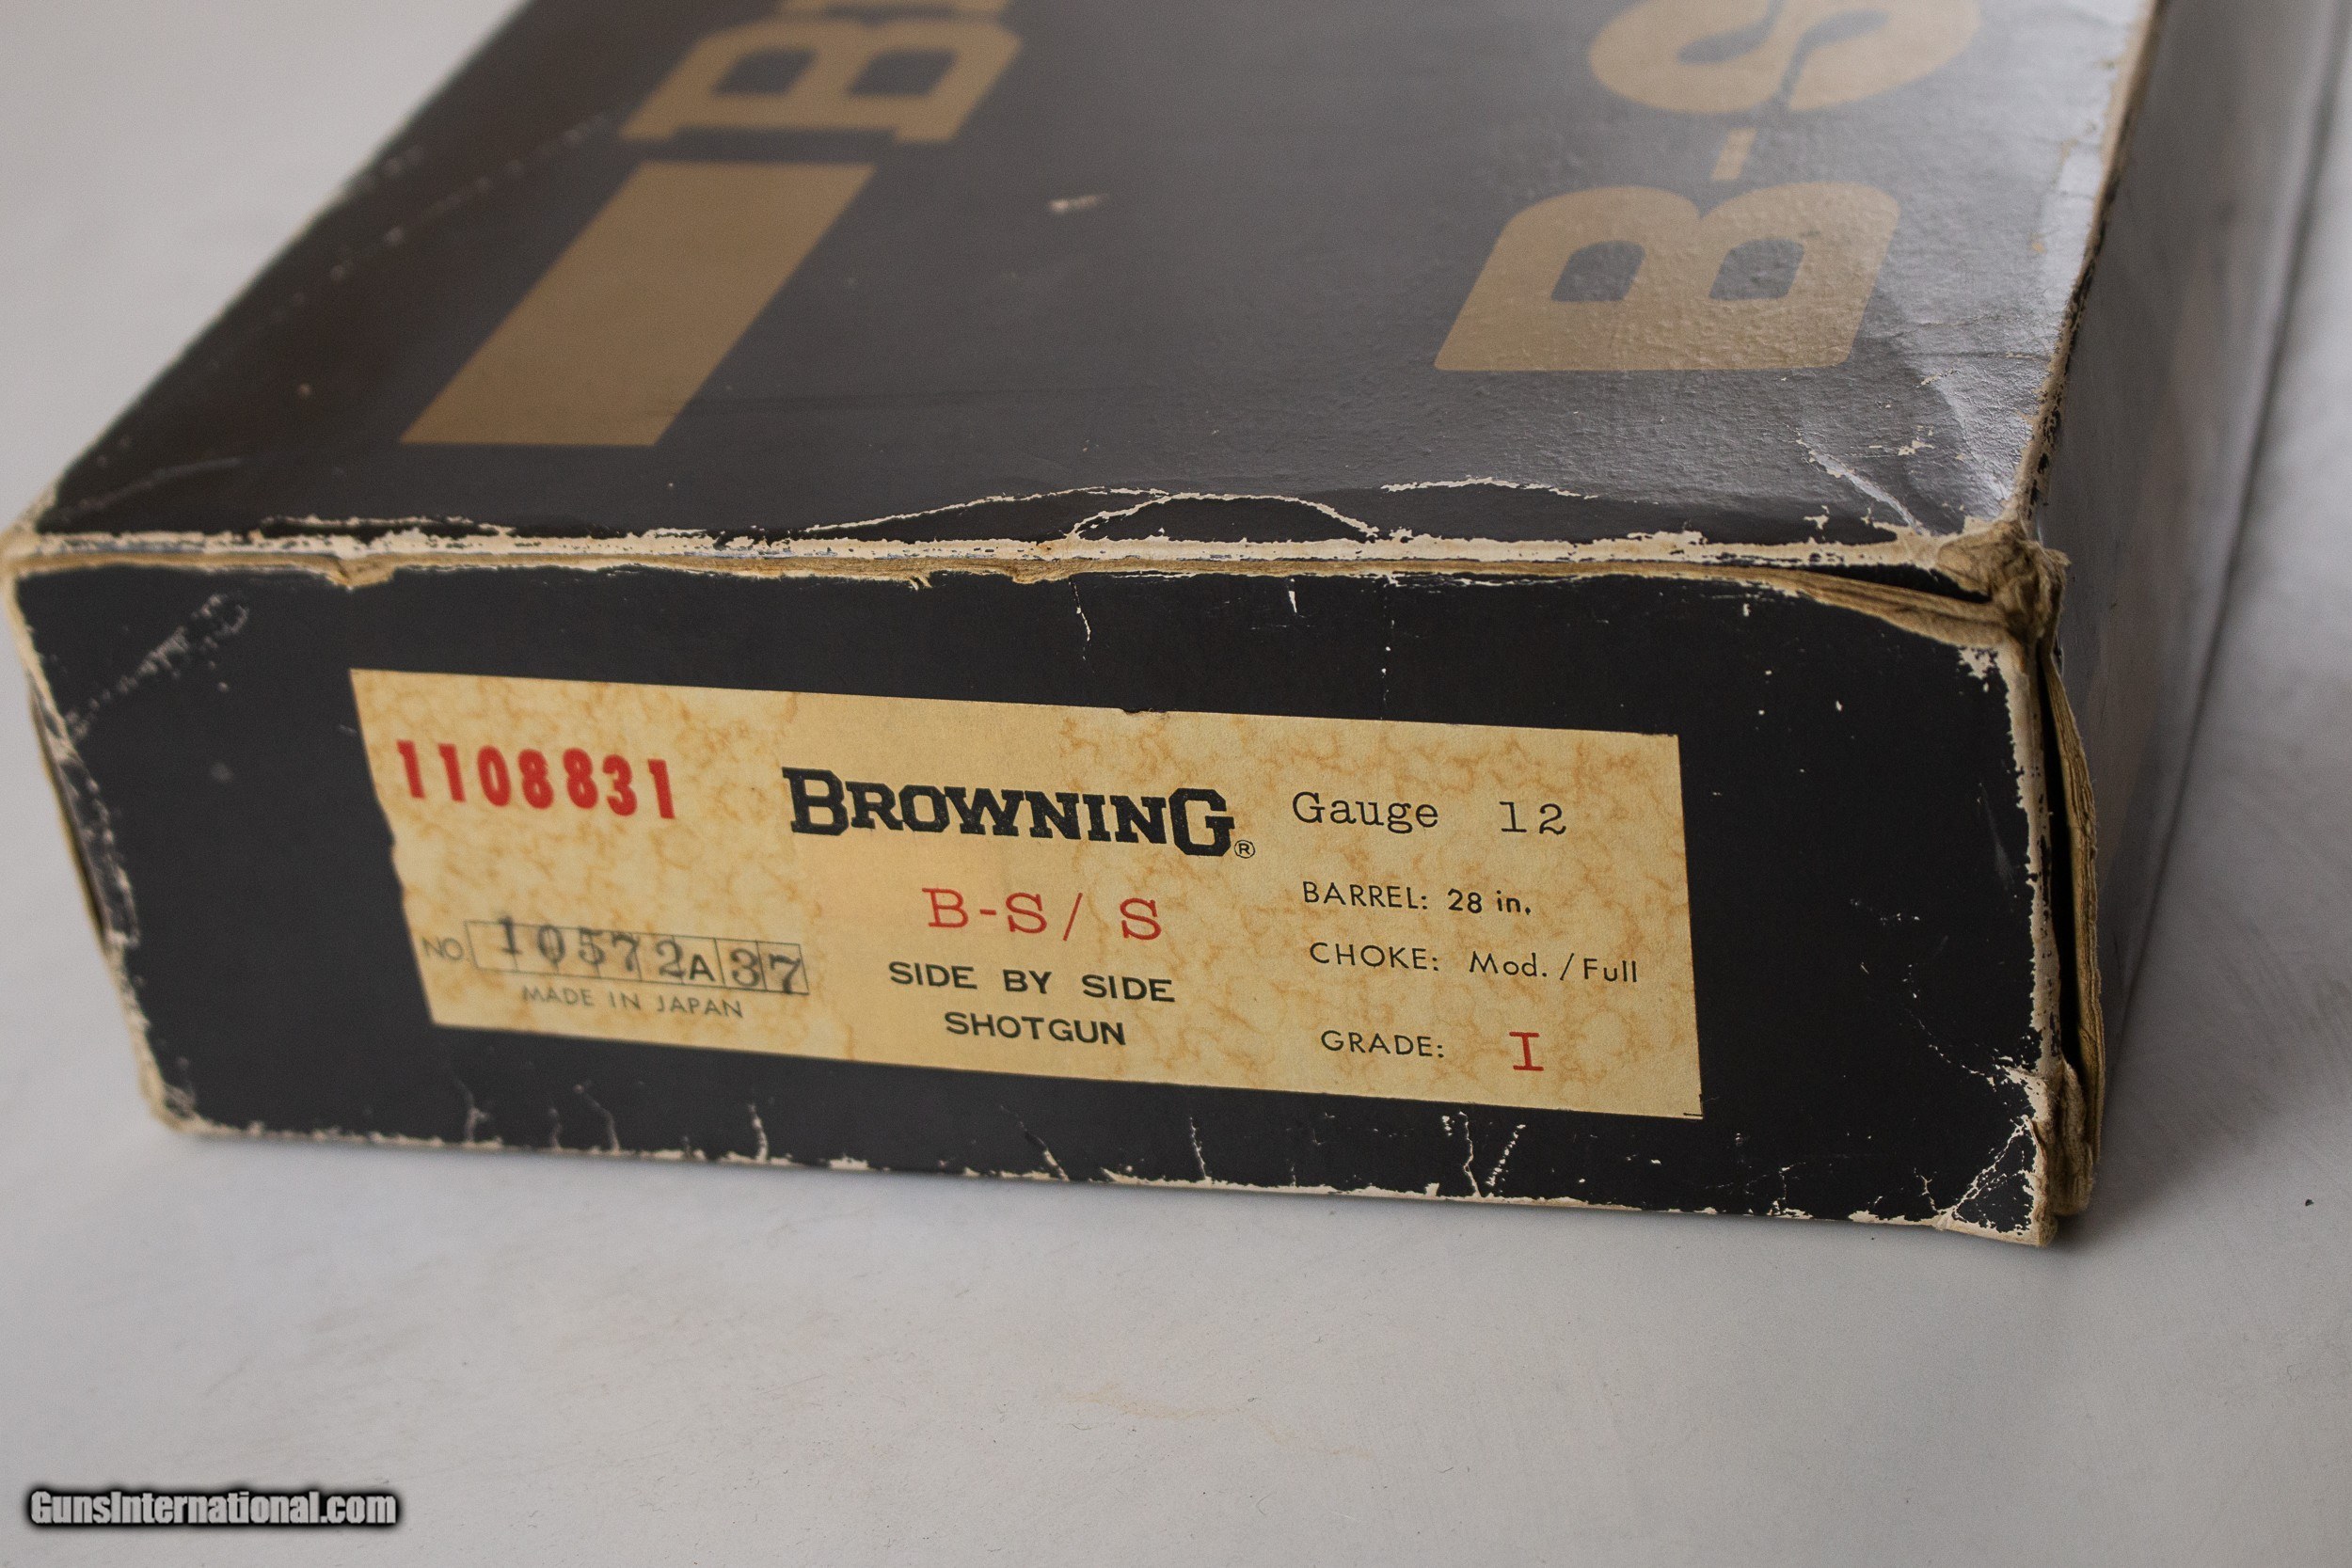 B-S
1108831
BROWNING®
Gauge 12
B-S/S
BARREL: 28 in.
CHOKE: Mod./Full
NO. 10572A37
MADE IN JAPAN
SIDE BY SIDE
SHOTGUN
GRADE: I
GunsInternational.com